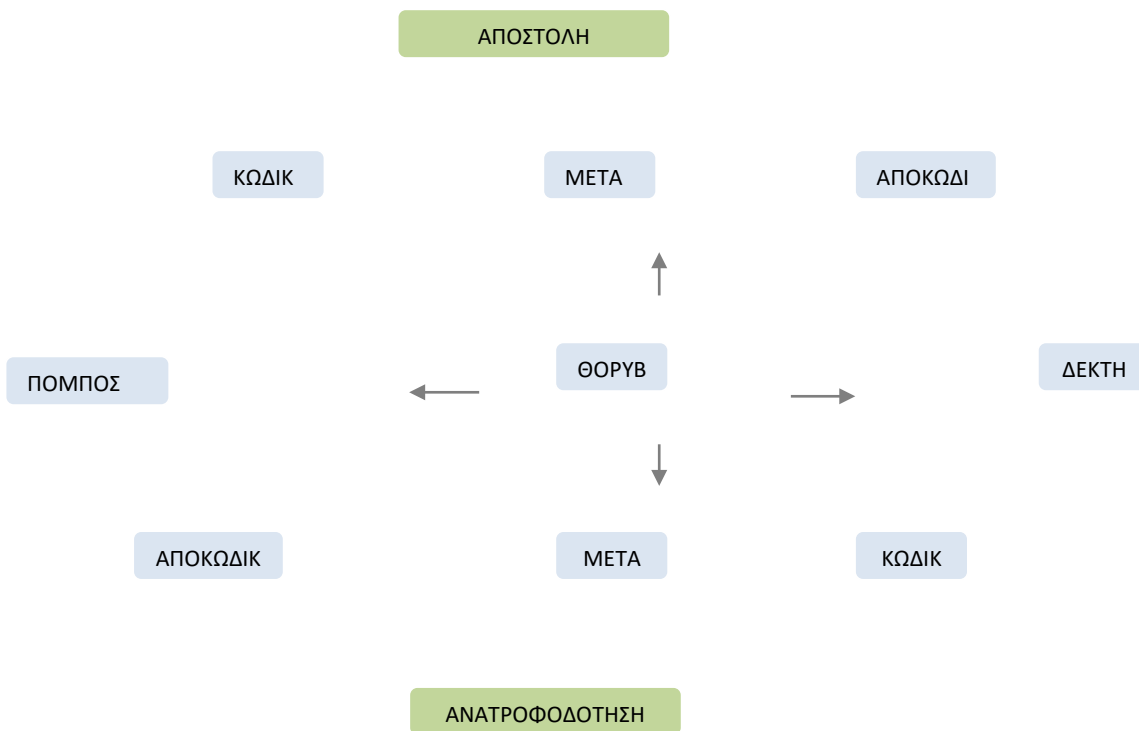 ΑΠΟΣΤΟΛΗ
ΚΩΔΙΚ
ΜΕΤΑ
ΑΠΟΚΩΔΙ
ΠΟΜΠΟΣ
ΘΟΡΥΒ
ΔΕΚΤΗ
ΑΠΟΚΩΔΙΚ
ΜΕΤΑ
ΚΩΔΙΚ
ΑΝΑΤΡΟΦΟΔΟΤΗΣΗ